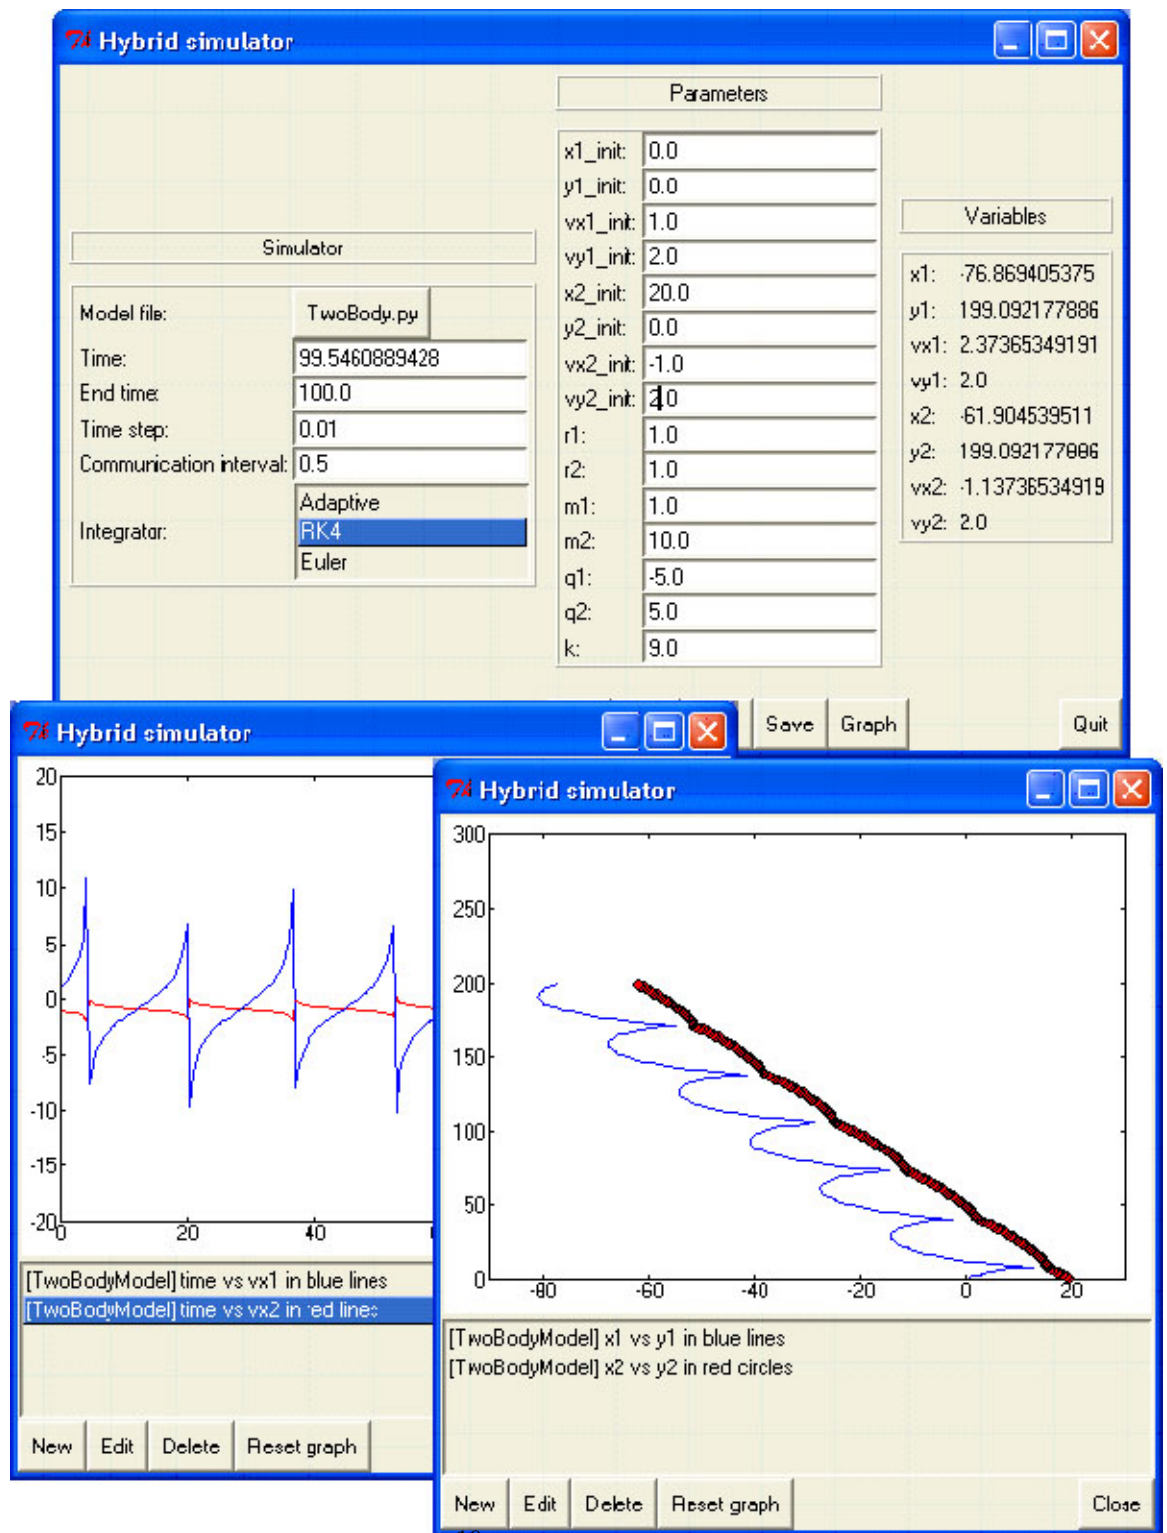 Hybrid simulator
Parameters
x1_init: 0.0
y1_init: 0.0
vx1_init: 1.0
vy1_init: 2.0
x2_init: 20.0
y2_init: 0.0
vx2_init: -1.0
vy2_init: 2.0
r1: 1.0
r2: 1.0
m1: 1.0
m2: 10.0
q1: -5.0
q2: 5.0
k: 9.0
Simulator
Model file: TwoBody.py
Time: 99.5460889428
End time: 100.0
Time step: 0.01
Communication interval: 0.5
Integrator:
Adaptive
RK4
Euler
Variables
x1: -76.869405375
y1: 199.092177886
vx1: 2.37365349191
vy1: 2.0
x2: -61.904539511
y2: 199.092177886
vx2: -1.13736534919
vy2: 2.0
Save Graph Quit
Hybrid simulator
20
15
10
5
0
-5
-10
-15
-20
0 20 40
[TwoBodyModel] time vs vx1 in blue lines
[TwoBodyModel] time vs vx2 in red lines
New Edit Delete Reset graph
Hybrid simulator
300
250
200
150
100
50
0
-80 -60 -40 -20 0 20
[TwoBodyModel] x1 vs y1 in blue lines
[TwoBodyModel] x2 vs y2 in red circles
New Edit Delete Reset graph Close